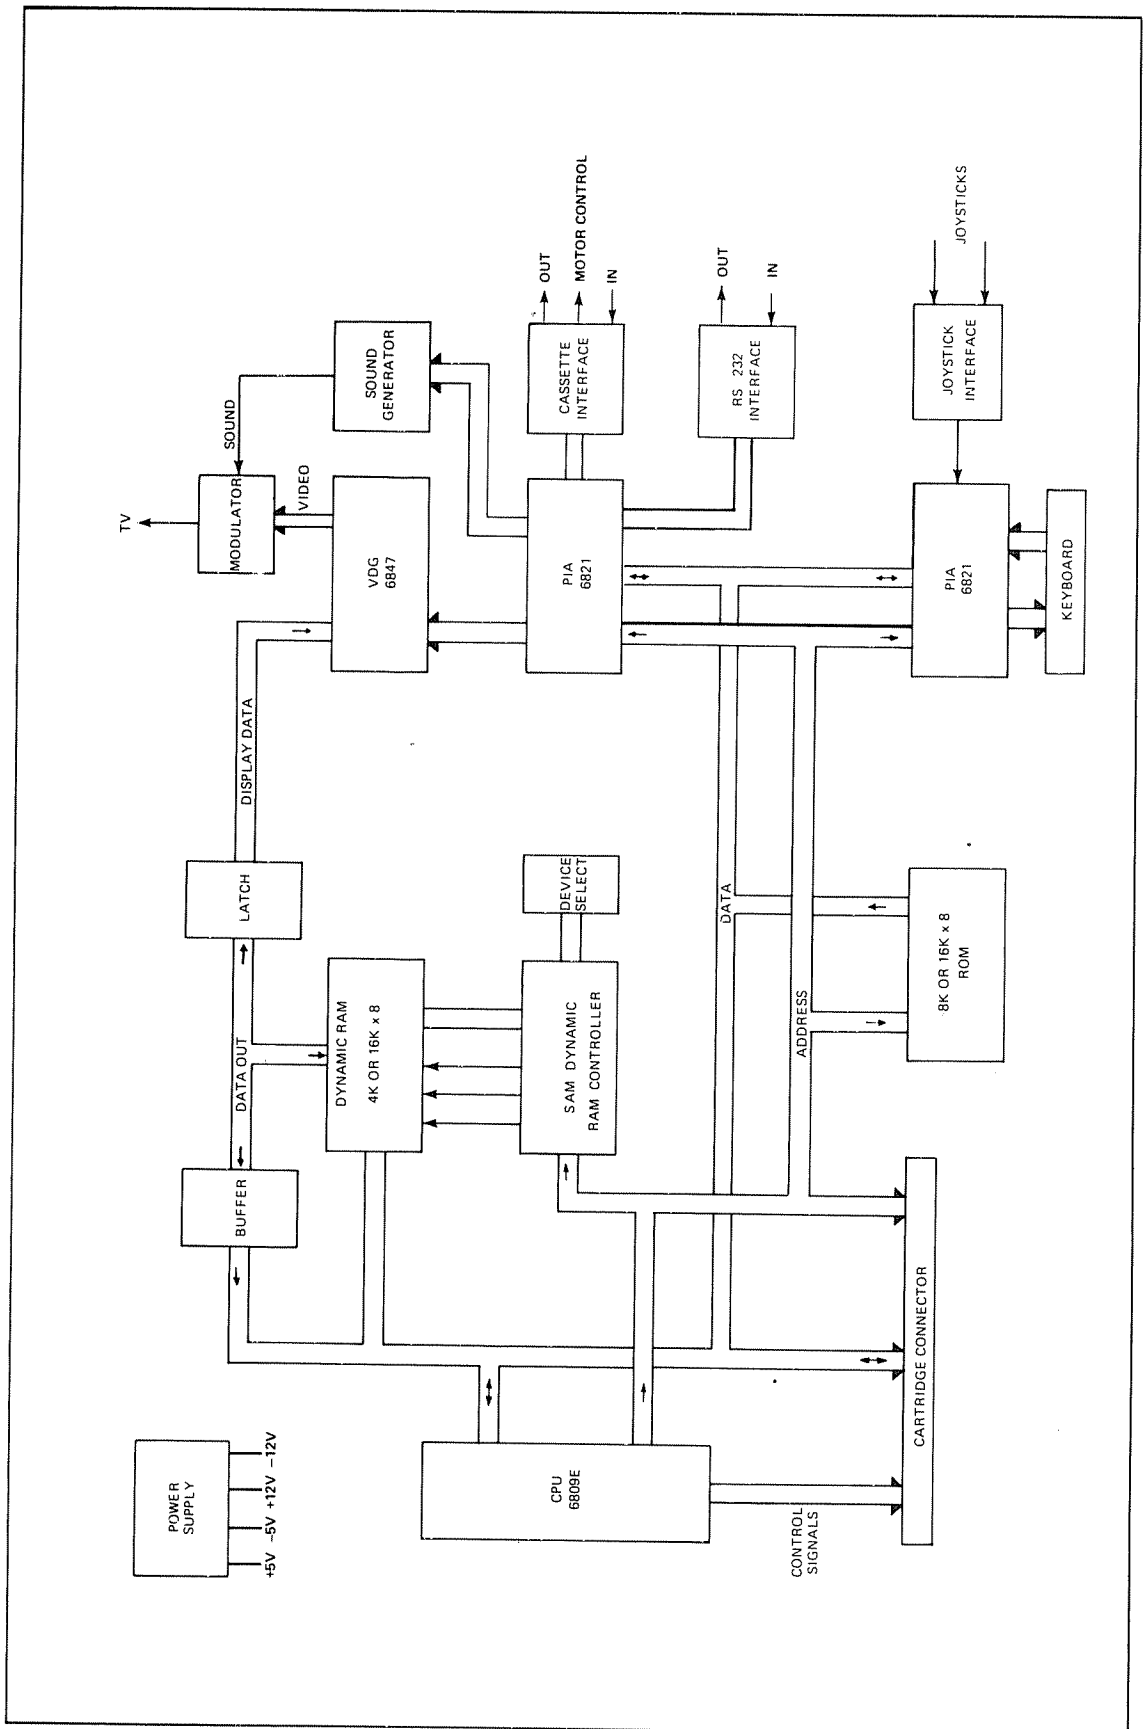 POWER
SUPPLY
+5V -5V +12V -12V
BUFFER
DATA OUT
LATCH
DISPLAY DATA
TV
MODULATOR
SOUND
VIDEO
SOUND
GENERATOR
DYNAMIC RAM
4K OR 16K x 8
VDG
6847
CPU
6809E
SAM DYNAMIC
RAM CONTROLLER
DEVICE
SELECT
PIA
6821
CASSETTE
INTERFACE
OUT
MOTOR CONTROL
IN
RS 232
INTERFACE
OUT
IN
DATA
ADDRESS
CONTROL
SIGNALS
CARTRIDGE CONNECTOR
8K OR 16K x 8
ROM
PIA
6821
JOYSTICK
INTERFACE
JOYSTICKS
KEYBOARD